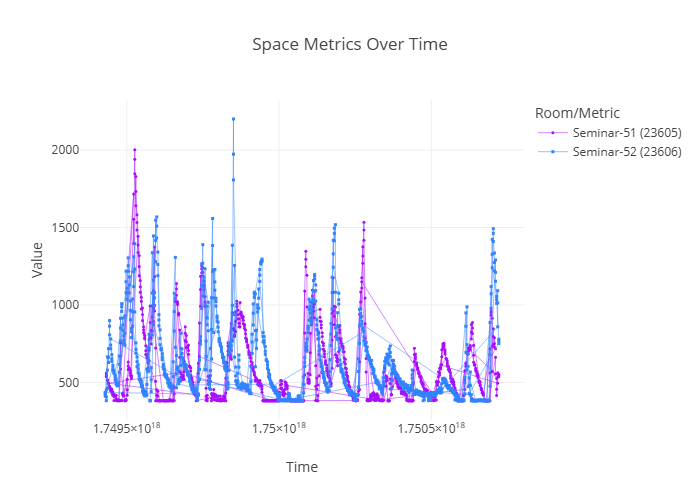 Space Metrics Over Time
Room/Metric
Seminar-51 (23605)
Seminar-52 (23606)
Value
2000
1500
1000
500
1.7495×10¹⁸
1.75×10¹⁸
1.7505×10¹⁸
Time